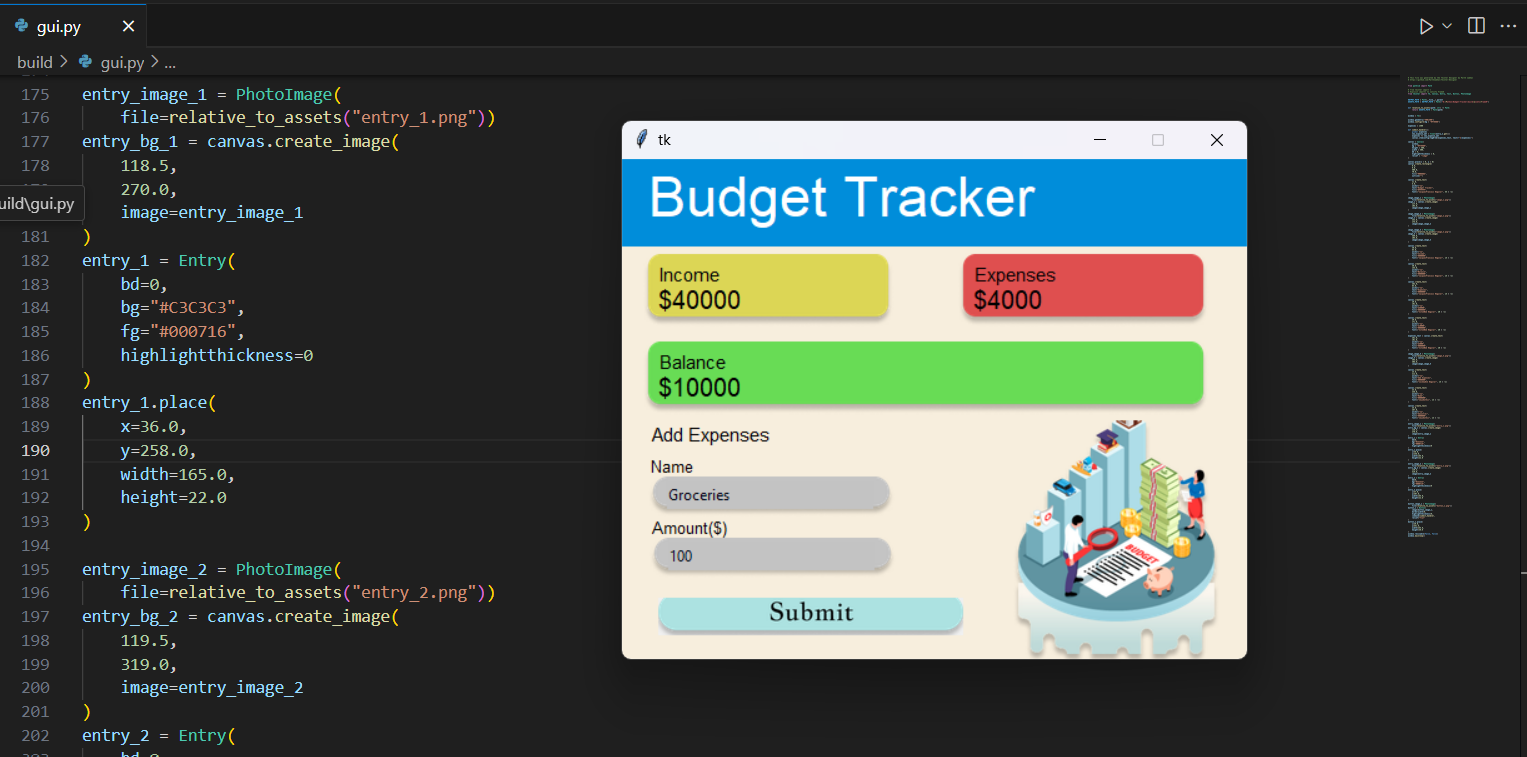 gui.py
build > gui.py > ...
175 entry_image_1 = PhotoImage(
176 file=relative_to_assets("entry_1.png"))
177 entry_bg_1 = canvas.create_image(
178 118.5,
270.0,
uild\gui.py
image=entry_image_1
181 )
182 entry_1 = Entry(
183 bd=0,
184 bg="#C3C3C3",
185 fg="#000716",
186 highlightthickness=0
187 )
188 entry_1.place(
189 x=36.0,
190 y=258.0,
191 width=165.0,
192 height=22.0
193 )
194
195 entry_image_2 = PhotoImage(
196 file=relative_to_assets("entry_2.png"))
197 entry_bg_2 = canvas.create_image(
198 119.5,
199 319.0,
200 image=entry_image_2
201 )
202 entry_2 = Entry(
tk
Budget Tracker
Income
$40000
Expenses
$4000
Balance
$10000
Add Expenses
Name
Groceries
Amount($)
100
Submit
BUDGET